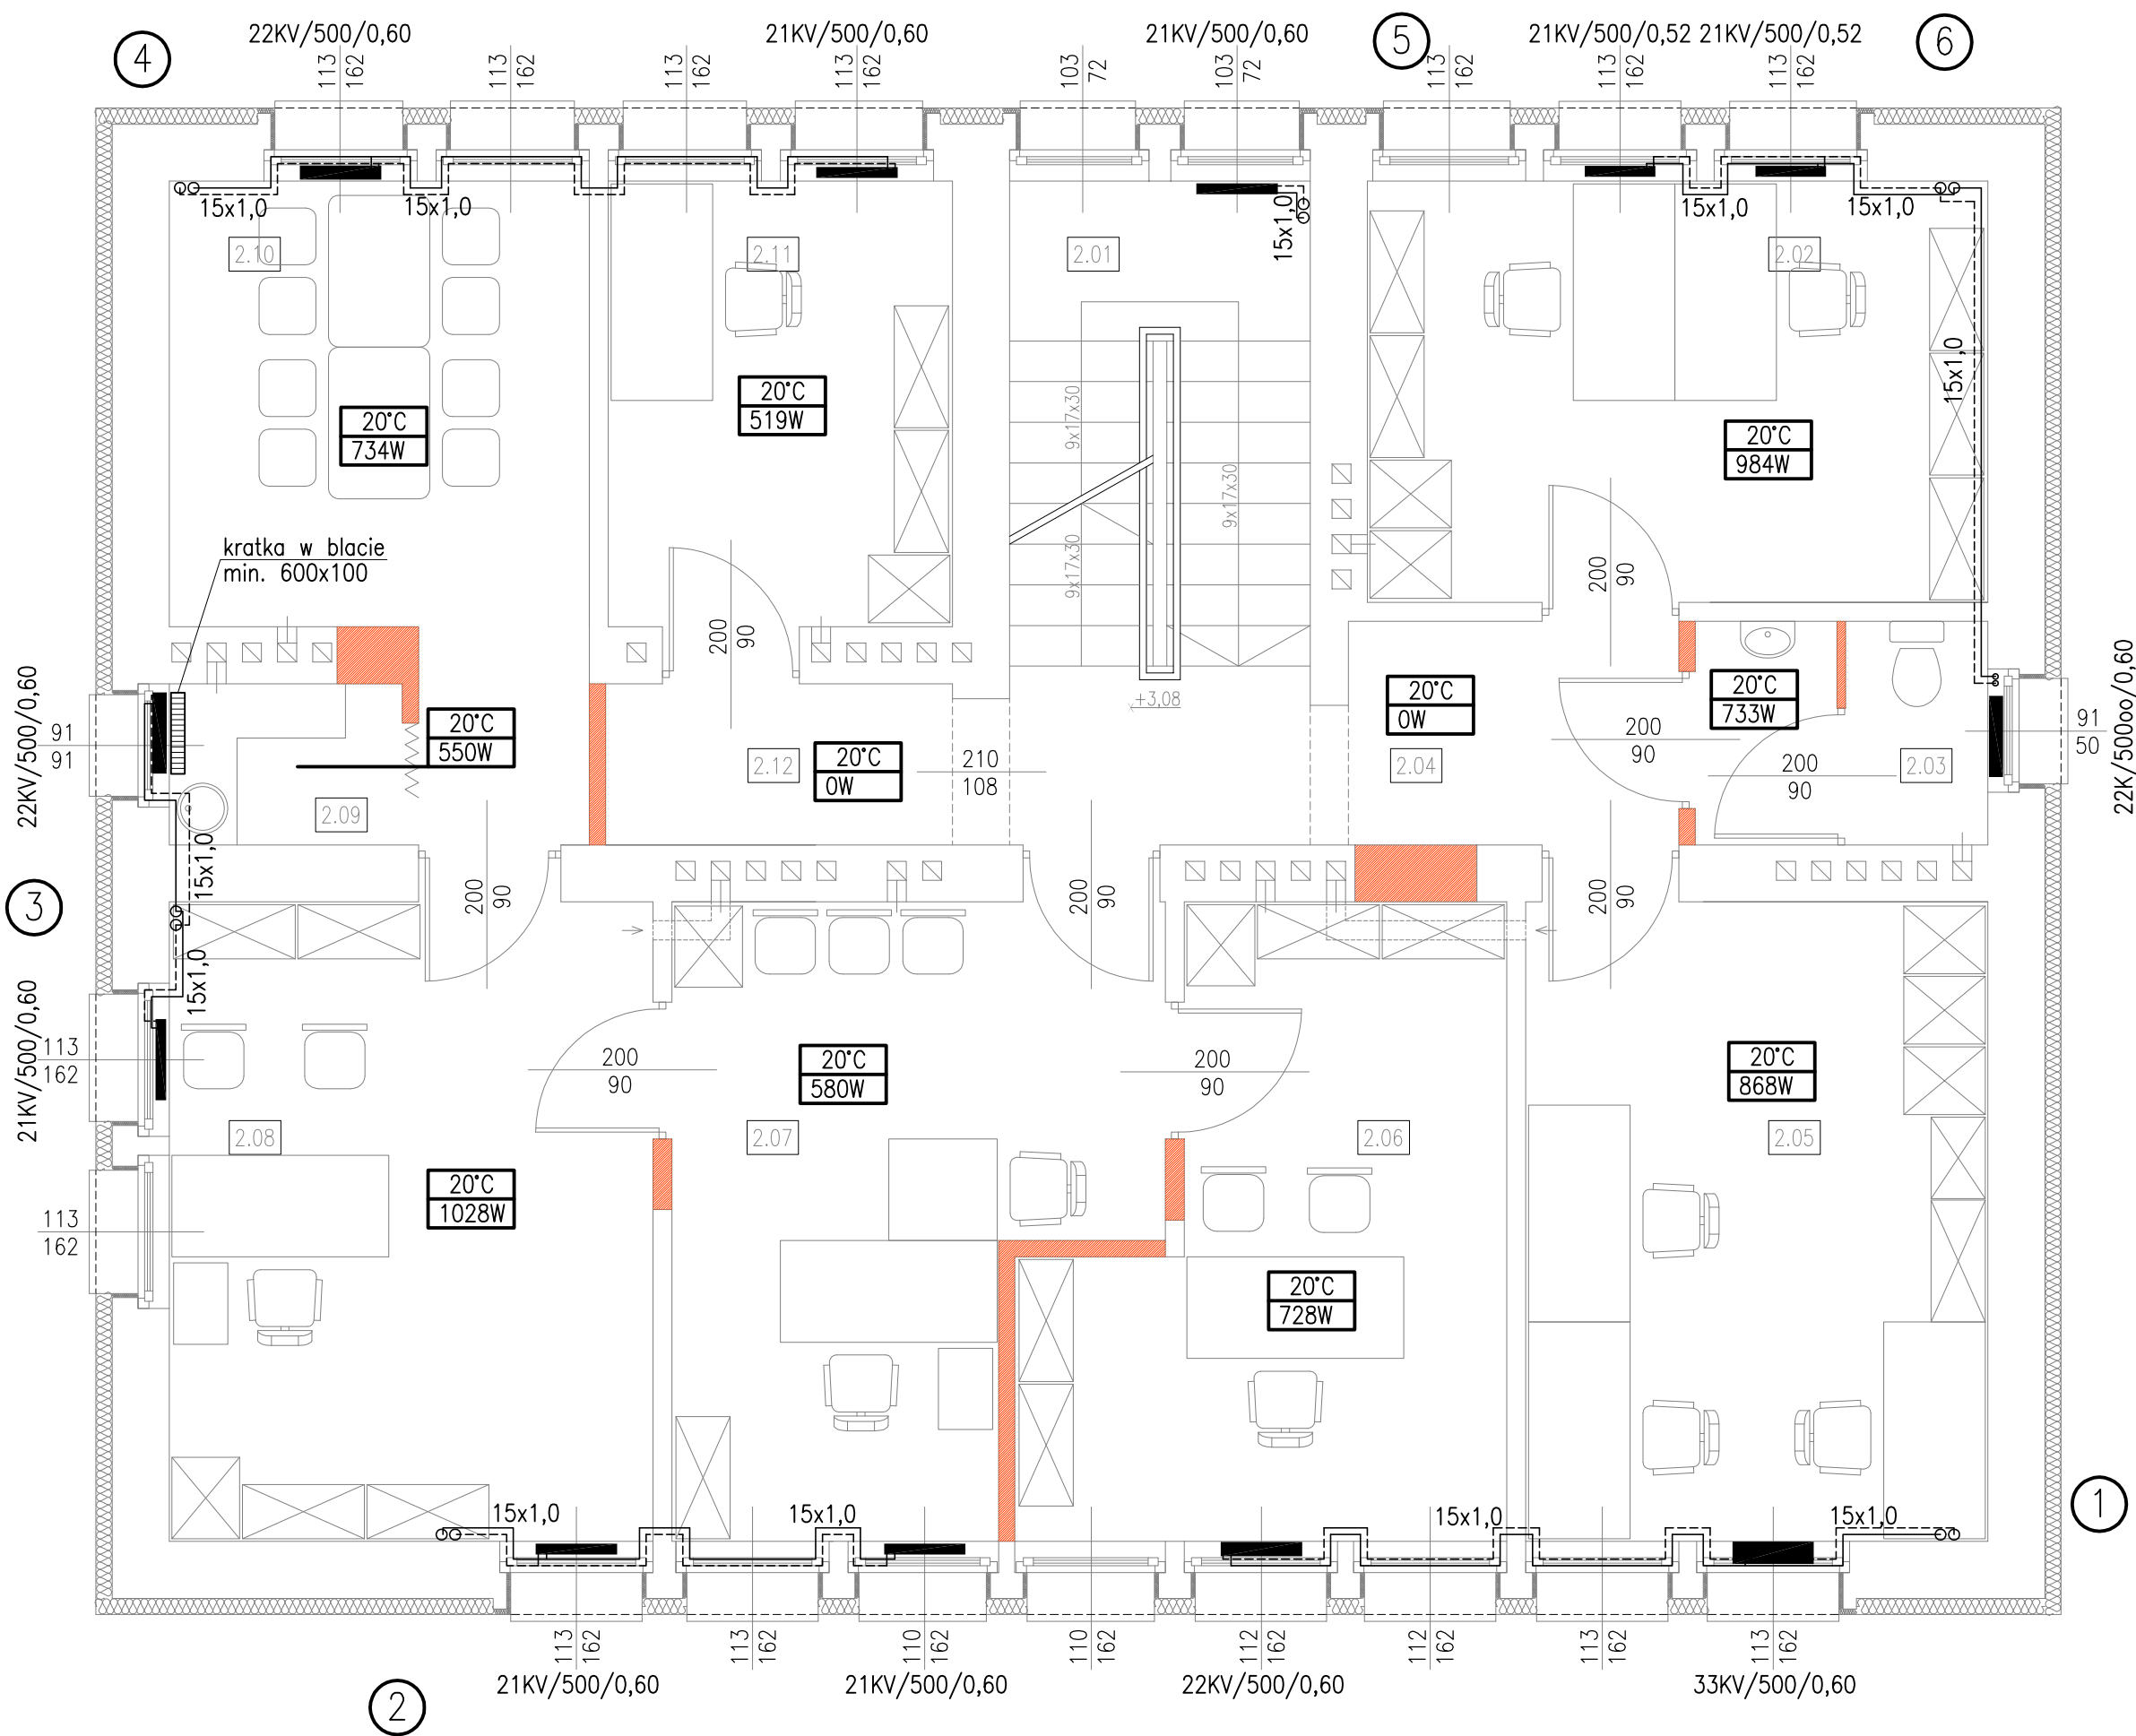 22KV/500/0,60
21KV/500/0,60
21KV/500/0,60
21KV/500/0,52
21KV/500/0,52
4
5
6
113
162
113
162
113
162
113
162
103
72
103
72
113
162
113
162
113
162
15x1,0
15x1,0
15x1,0
15x1,0
15x1,0
2.10
2.11
2.01
2.02
15x1,0
20°C
734W
20°C
519W
9x17x30
9x17x30
9x17x30
20°C
984W
kratka w blacie
min. 600x100
200
90
200
90
22KV/500/0,60
91
91
20°C
550W
2.12
20°C
0W
210
108
+3,08
20°C
0W
2.04
20°C
733W
200
90
200
90
2.03
91
50
22K/500oo/0,60
2.09
15x1,0
3
200
90
200
90
200
90
15x1,0
21KV/500/0,60
113
162
200
90
20°C
580W
200
90
20°C
868W
2.08
2.07
2.06
2.05
113
162
20°C
1028W
20°C
728W
1
15x1,0
15x1,0
15x1,0
15x1,0
113
162
113
162
110
162
110
162
112
162
112
162
113
162
113
162
21KV/500/0,60
21KV/500/0,60
22KV/500/0,60
33KV/500/0,60
2